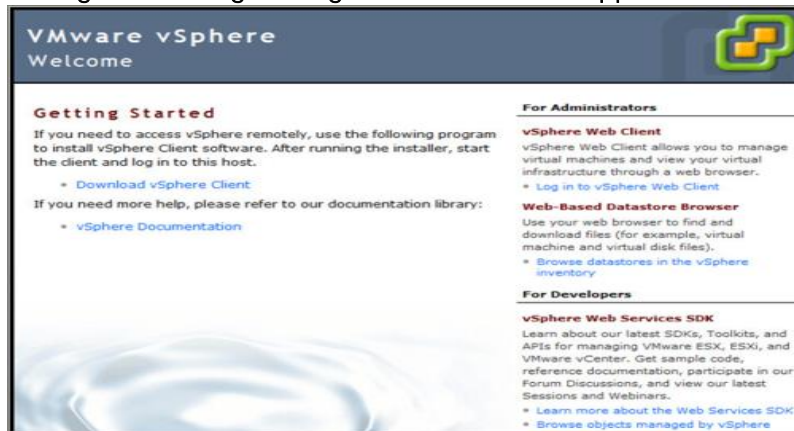 VMware vSphere
Welcome
Getting Started
If you need to access vSphere remotely, use the following program
to install vSphere Client software. After running the installer, start
the client and log in to this host.
Download vSphere Client
If you need more help, please refer to our documentation library:
vSphere Documentation
For Administrators
vSphere Web Client
vSphere Web Client allows you to manage
virtual machines and view your virtual
infrastructure through a web browser.
Log in to vSphere Web Client
Web-Based Datastore Browser
Use your web browser to find and
download files (for example, virtual
machine and virtual disk files).
Browse datastores in the vSphere
inventory
For Developers
vSphere Web Services SDK
Learn about our latest SDKs, Toolkits, and
APIs for managing VMware ESX, ESXi, and
VMware vCenter. Get sample code,
reference documentation, participate in our
Forum Discussions, and view our latest
Sessions and Webinars.
Learn more about the Web Services SDK
Browse objects managed by vSphere